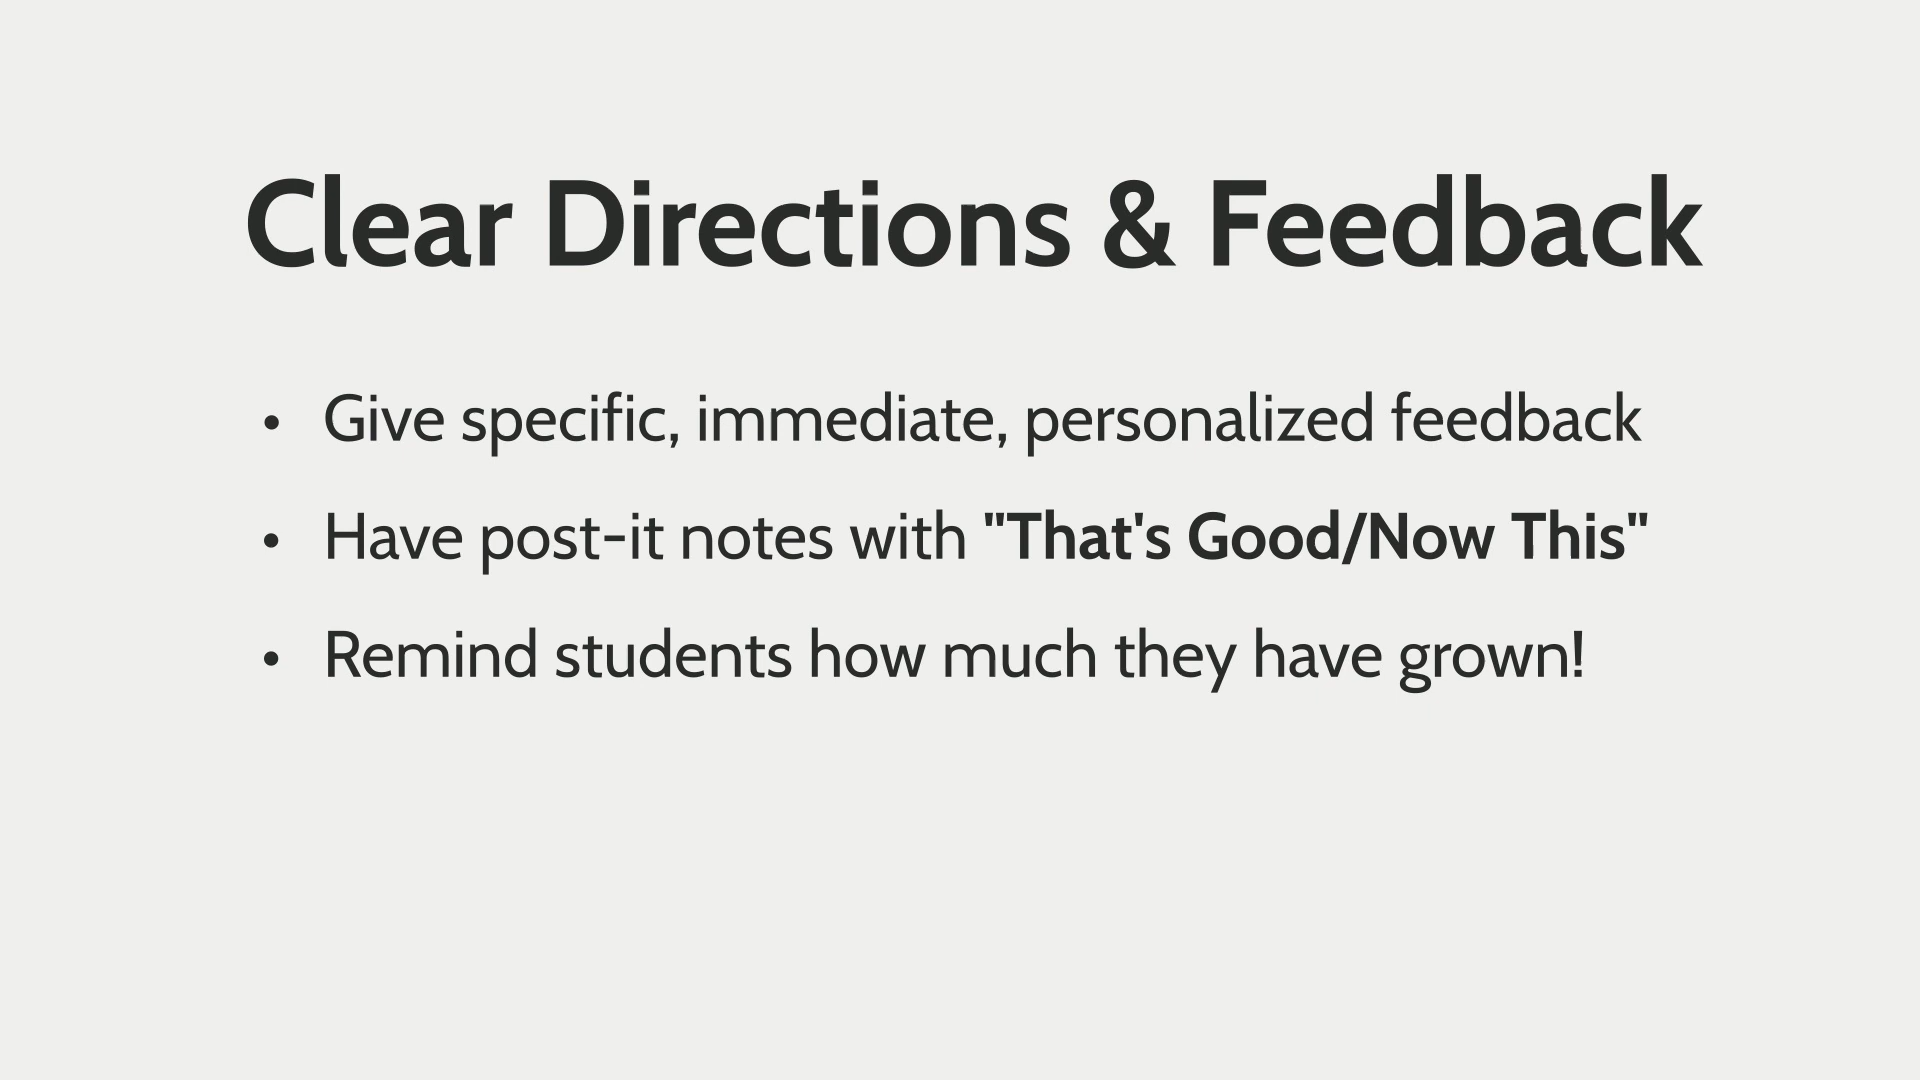 Clear Directions & Feedback
• Give specific, immediate, personalized feedback
• Have post-it notes with "That's Good/Now This"
• Remind students how much they have grown!